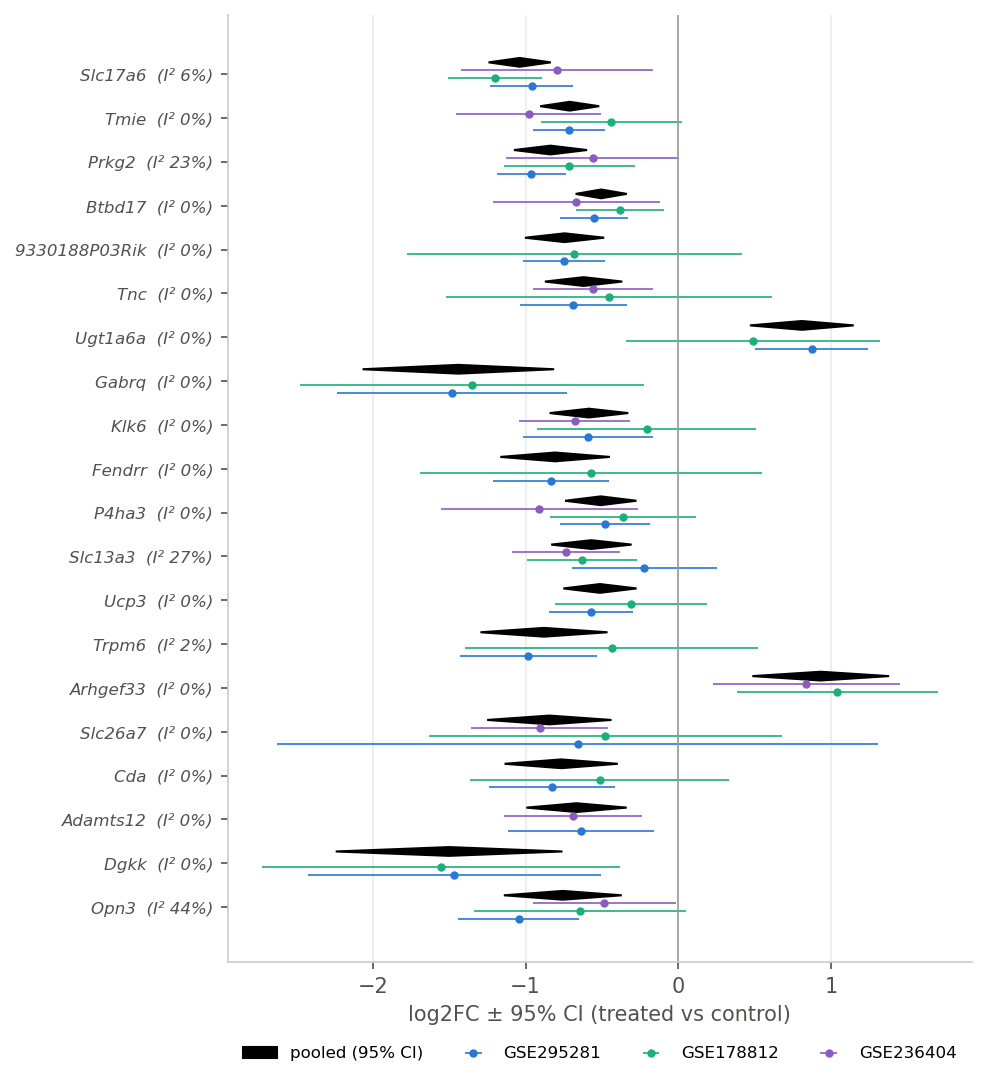 Slc17a6 (I² 6%)
Tmie (I² 0%)
Prkg2 (I² 23%)
Btbd17 (I² 0%)
9330188P03Rik (I² 0%)
Tnc (I² 0%)
Ugt1a6a (I² 0%)
Gabrq (I² 0%)
Klk6 (I² 0%)
Fendrr (I² 0%)
P4ha3 (I² 0%)
Slc13a3 (I² 27%)
Ucp3 (I² 0%)
Trpm6 (I² 2%)
Arhgef33 (I² 0%)
Slc26a7 (I² 0%)
Cda (I² 0%)
Adamts12 (I² 0%)
Dgkk (I² 0%)
Opn3 (I² 44%)
−2 −1 0 1
log2FC ± 95% CI (treated vs control)
pooled (95% CI) GSE295281 GSE178812 GSE236404